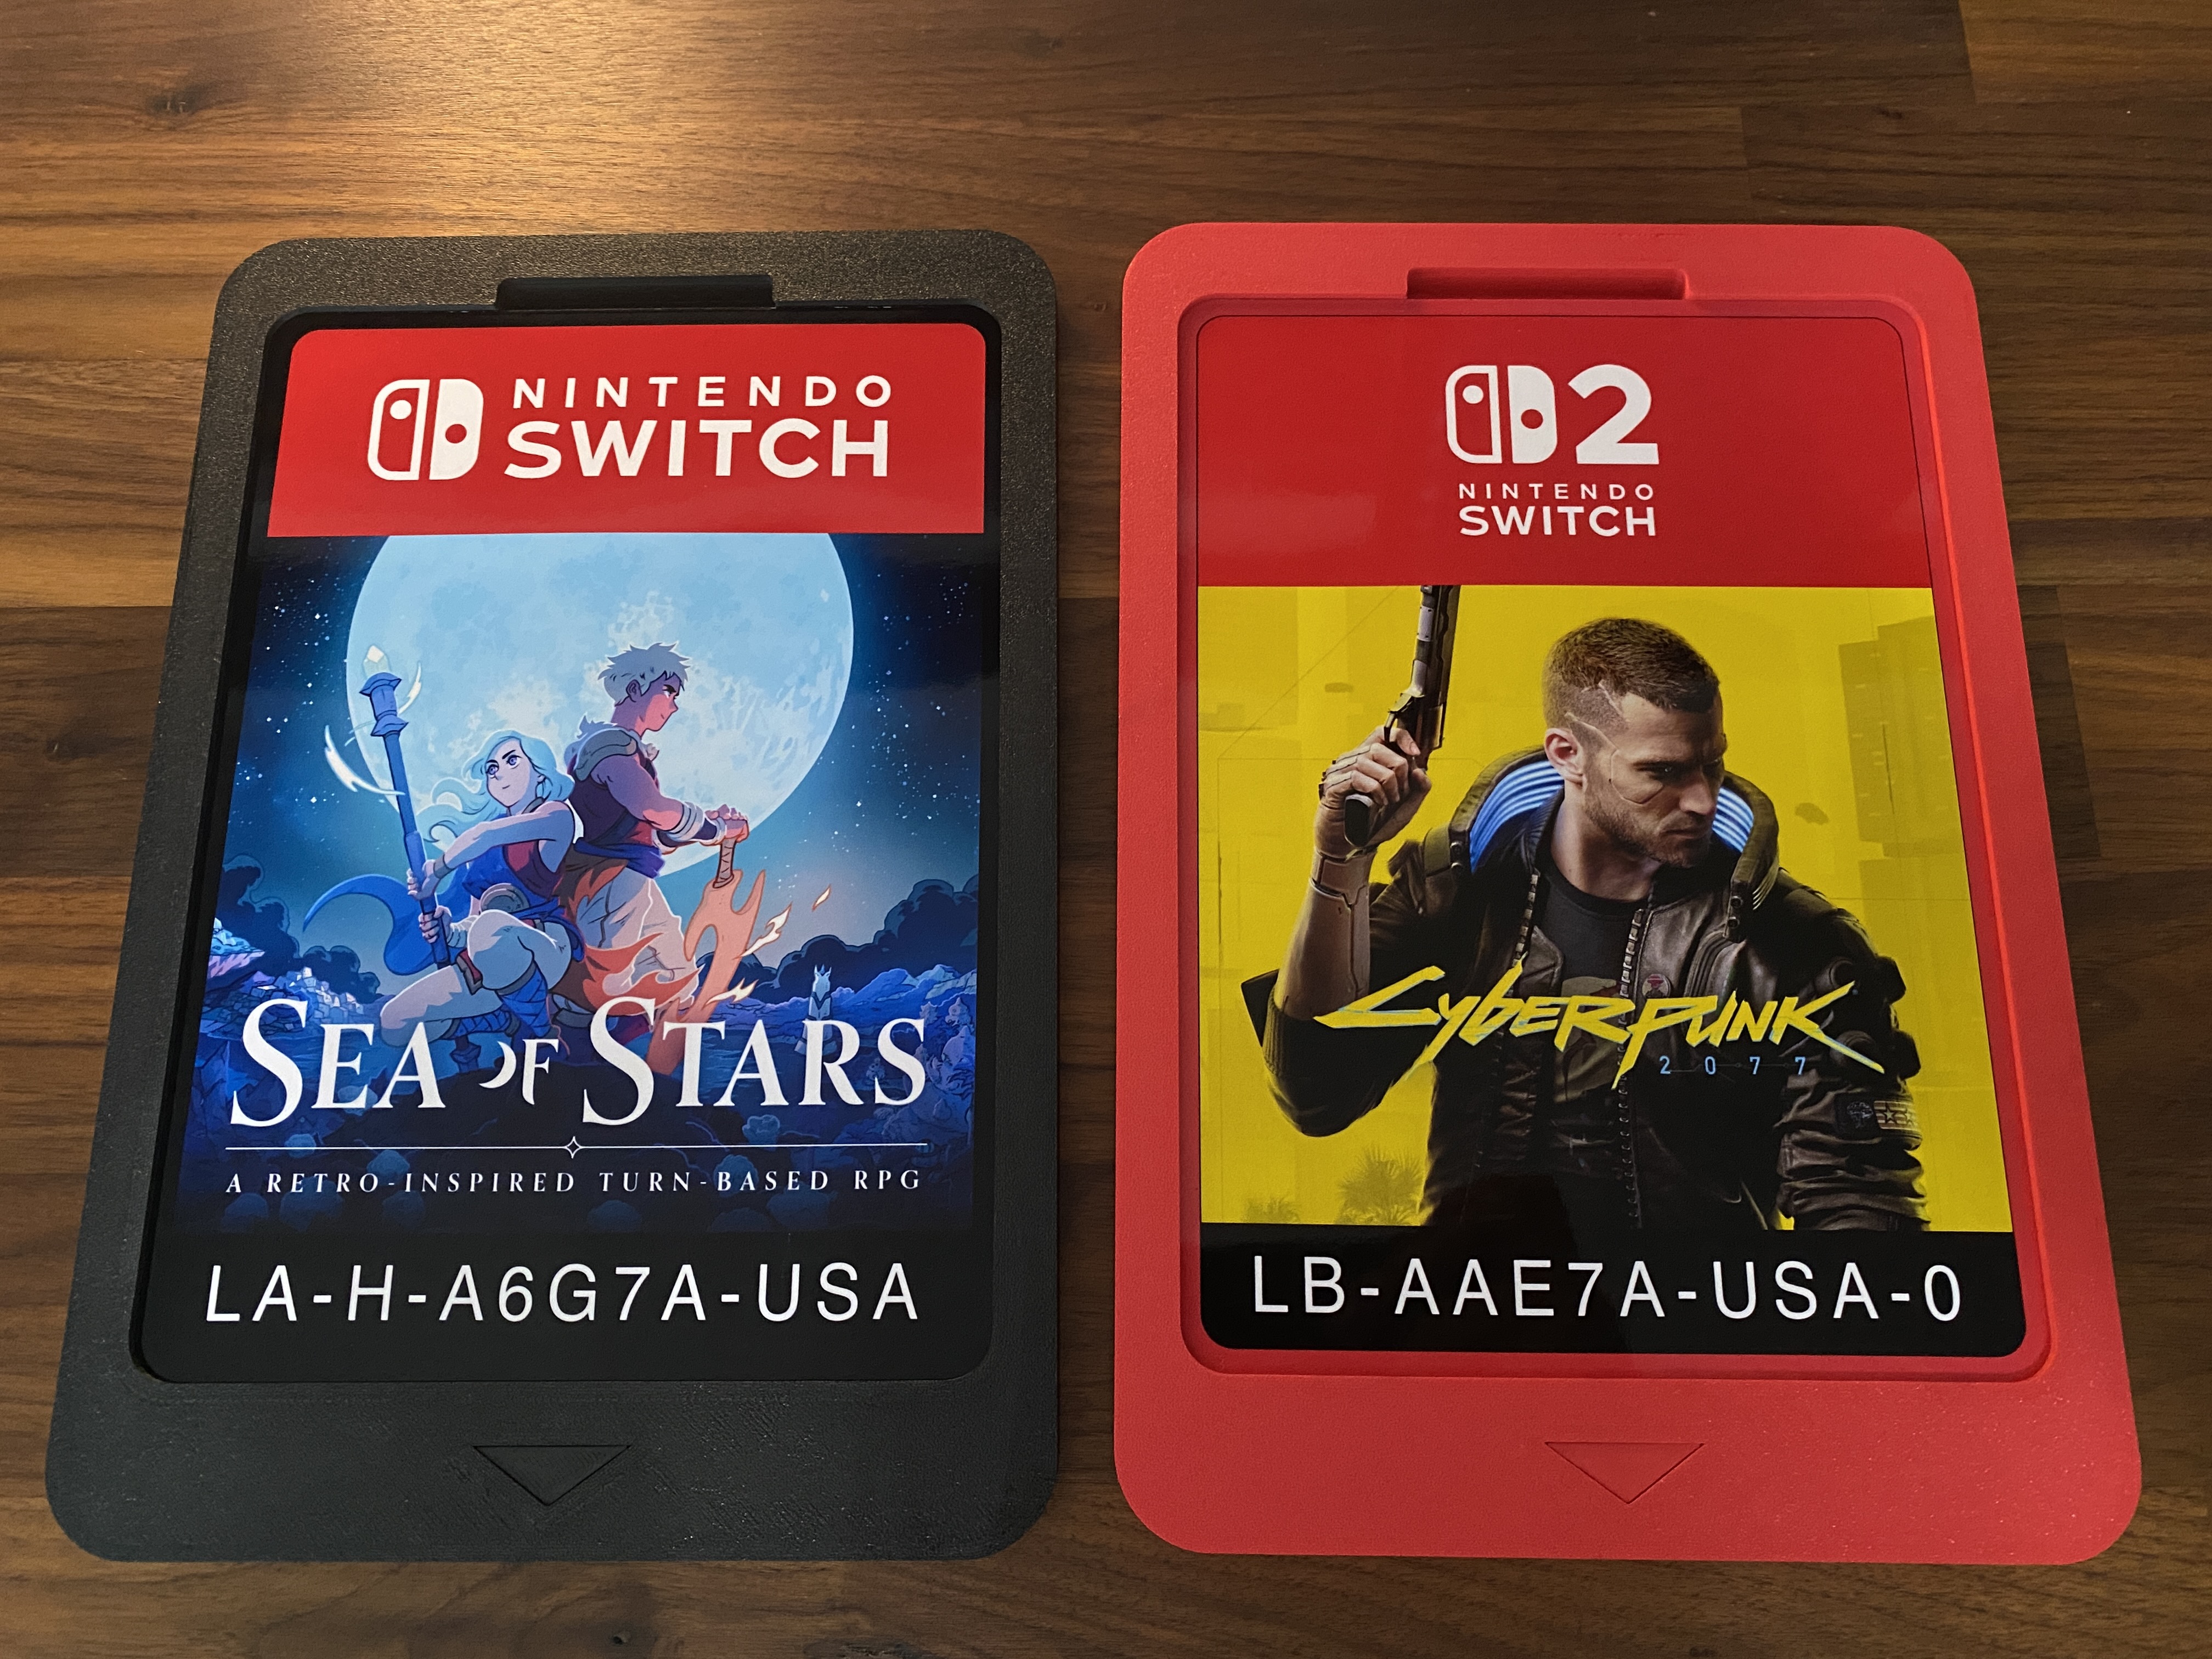 NINTENDO
SWITCH
SEA OF STARS
A RETRO-INSPIRED TURN-BASED RPG
LA-H-A6G7A-USA
2
NINTENDO
SWITCH
Cyberpunk
2077
LB-AAE7A-USA-0